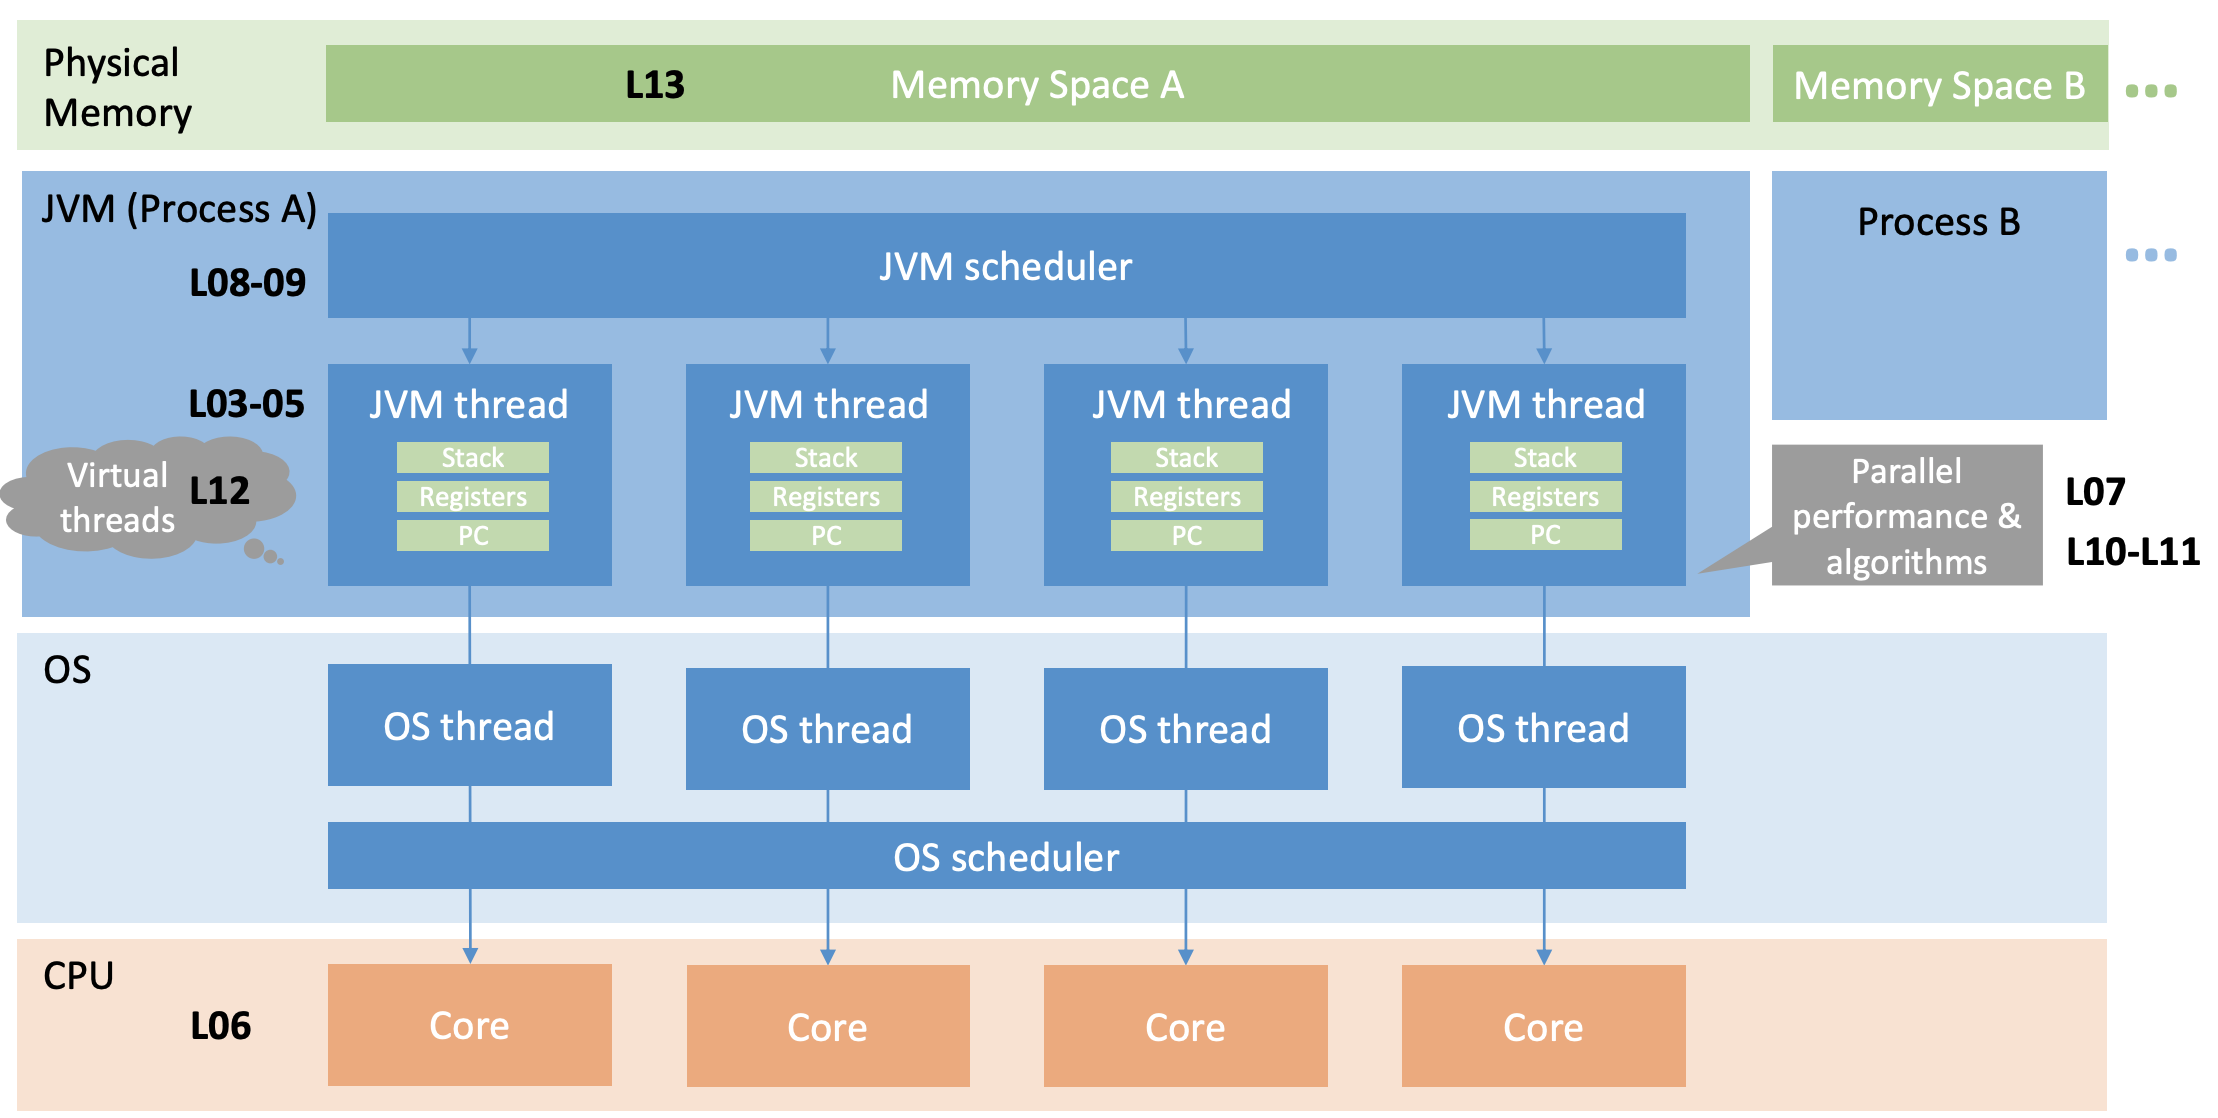 Physical
Memory
L13
Memory Space A
Memory Space B
JVM (Process A)
L08-09
JVM scheduler
Process B
L03-05
JVM thread
Stack
Registers
PC
JVM thread
Stack
Registers
PC
JVM thread
Stack
Registers
PC
JVM thread
Stack
Registers
PC
Virtual
threads
L12
Parallel
performance &
algorithms
L07
L10-L11
OS
OS thread
OS thread
OS thread
OS thread
OS scheduler
CPU
L06
Core
Core
Core
Core